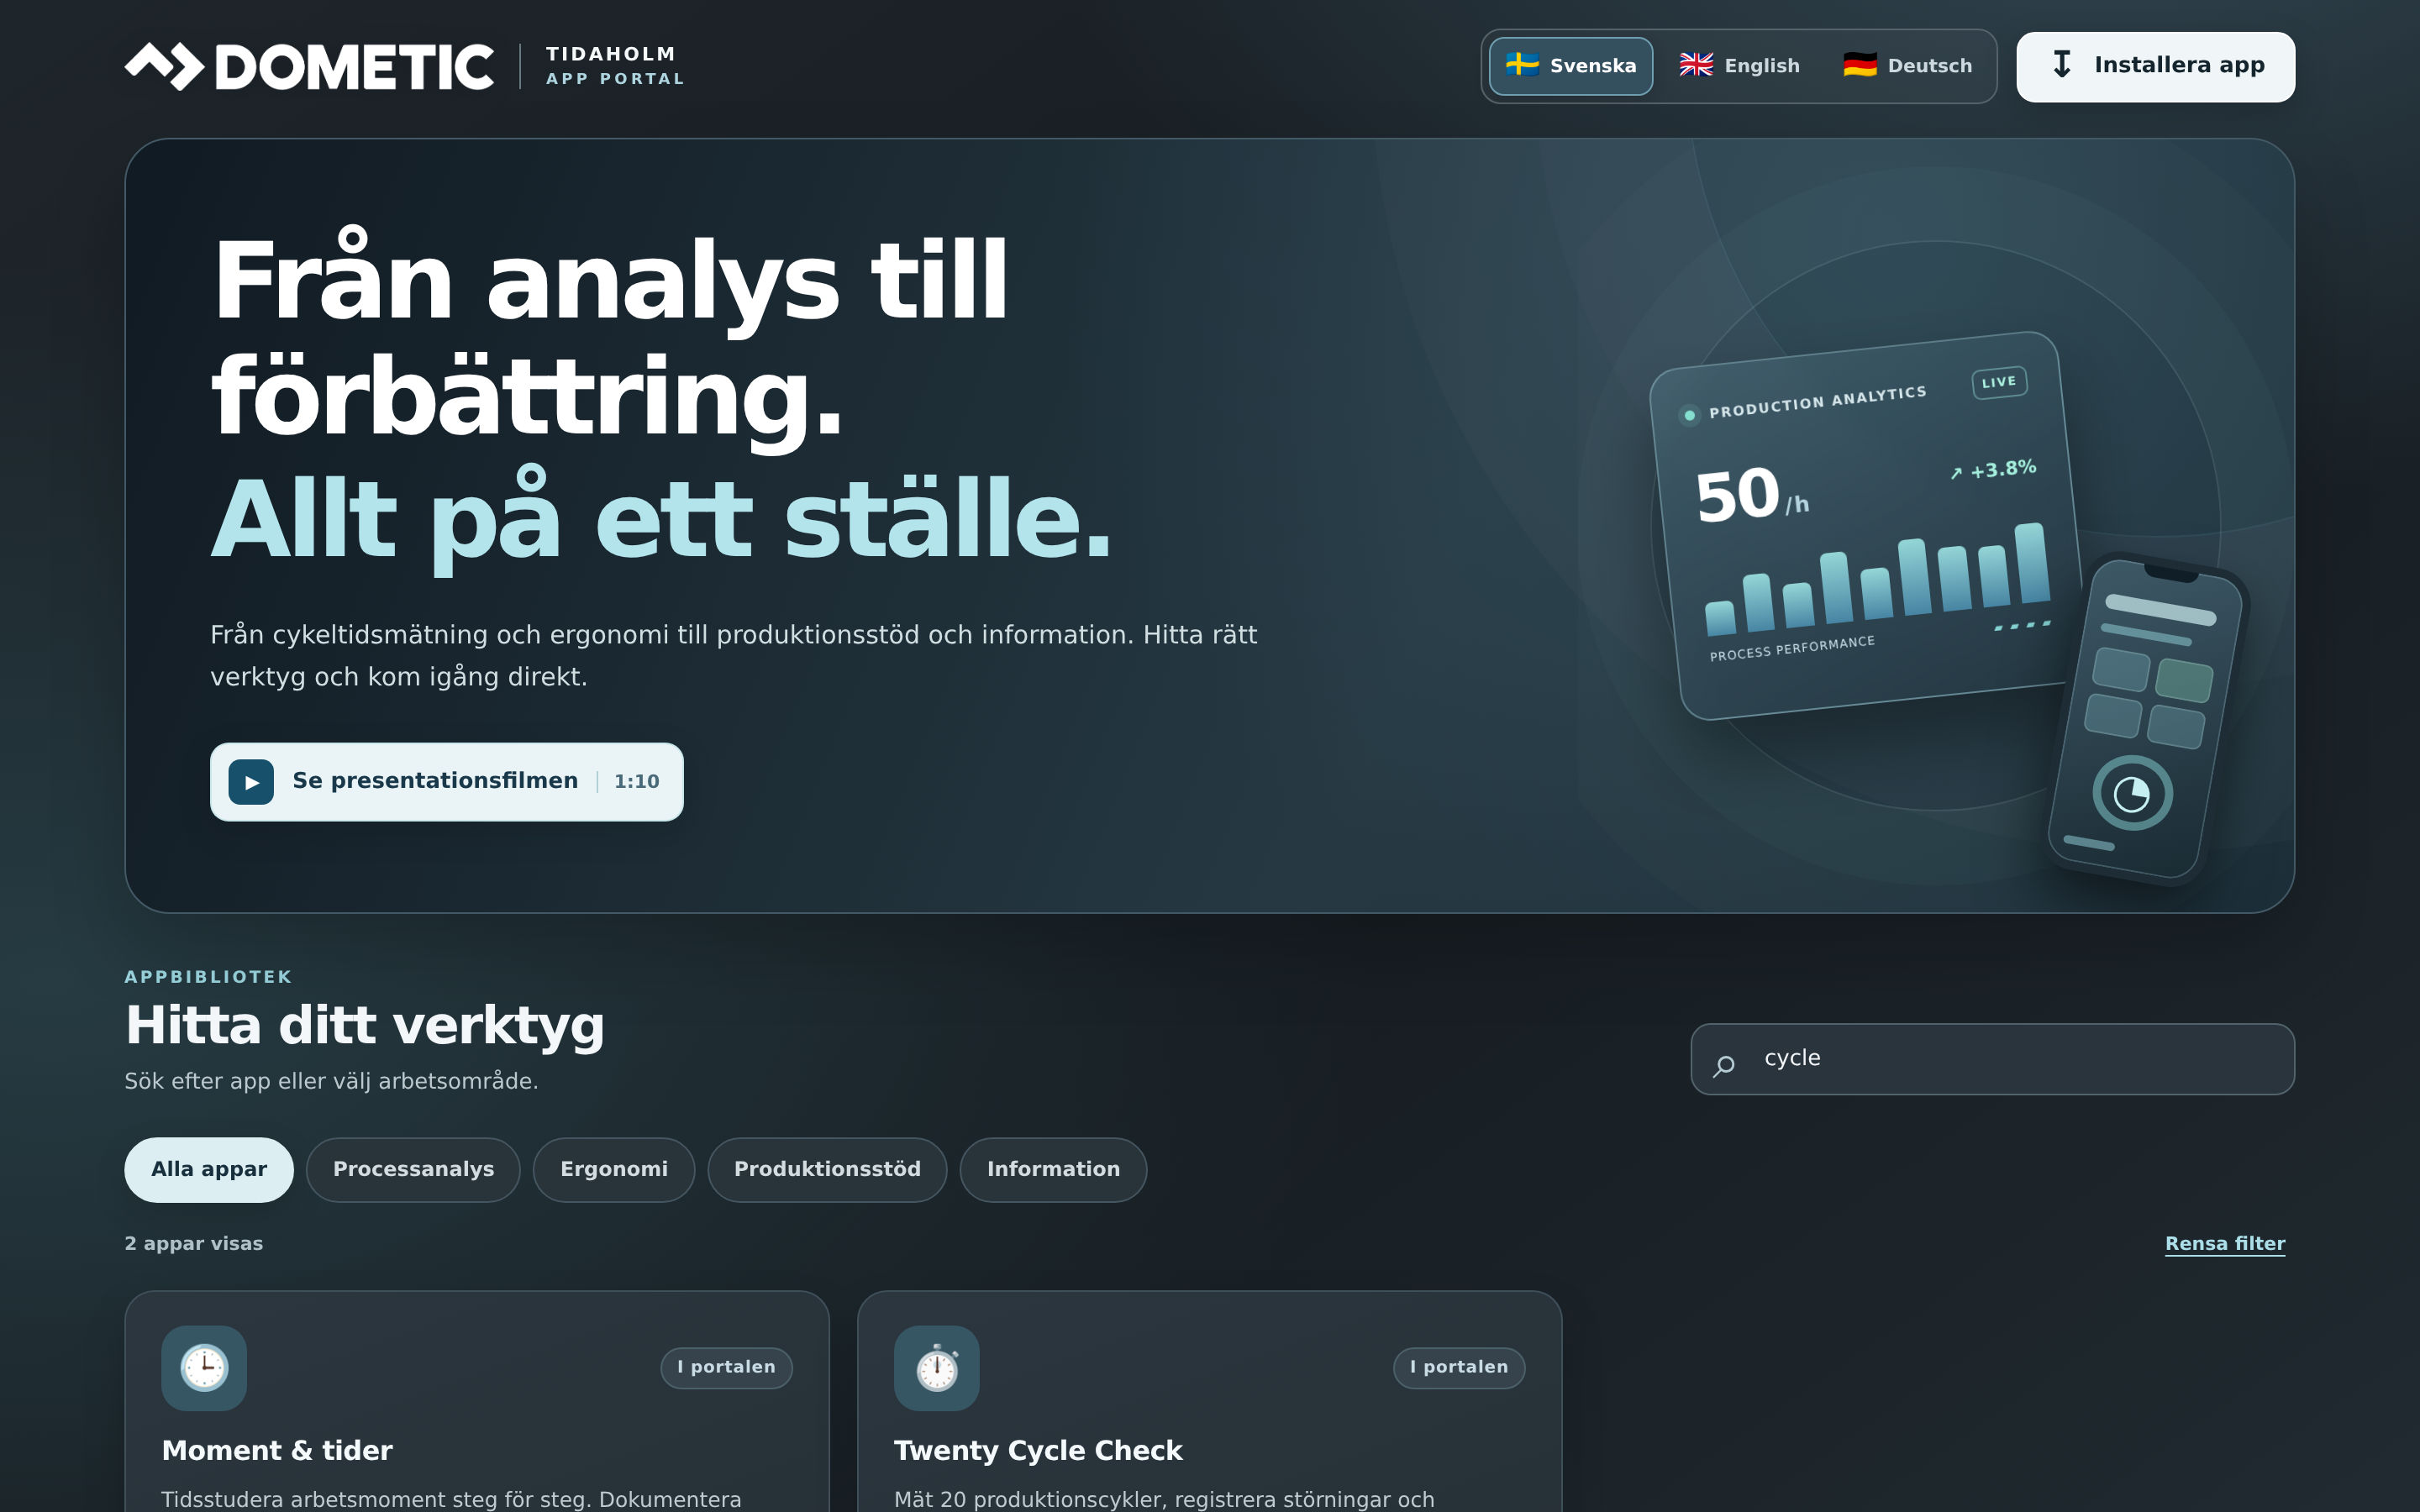 DOMETIC
TIDAHOLM
APP PORTAL
Svenska
English
Deutsch
Installera app
Från analys till
förbättring.
Allt på ett ställe.
Från cykeltidsmätning och ergonomi till produktionsstöd och information. Hitta rätt
verktyg och kom igång direkt.
Se presentationsfilmen
1:10
PRODUCTION ANALYTICS
LIVE
50/h
↗ +3.8%
PROCESS PERFORMANCE
APPBIBLIOTEK
Hitta ditt verktyg
Sök efter app eller välj arbetsområde.
cycle
Alla appar
Processanalys
Ergonomi
Produktionsstöd
Information
2 appar visas
Rensa filter
I portalen
Moment & tider
Tidsstudera arbetsmoment steg för steg. Dokumentera
I portalen
Twenty Cycle Check
Mät 20 produktionscykler, registrera störningar och